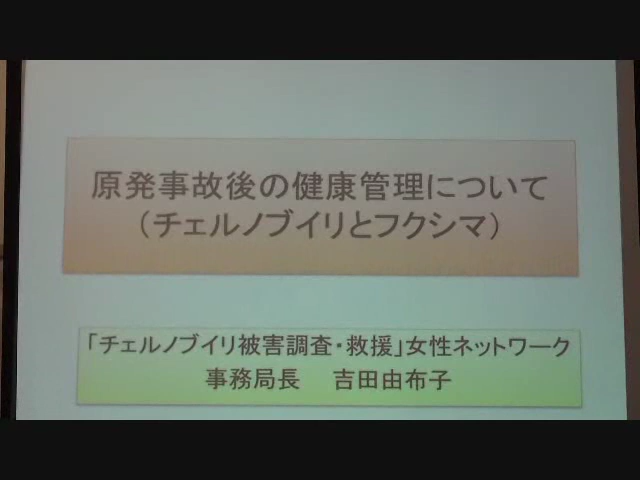 原発事故後の健康管理について
（チェルノブイリとフクシマ）
「チェルノブイリ被害調査・救援」女性ネットワーク
事務局長　吉田由布子